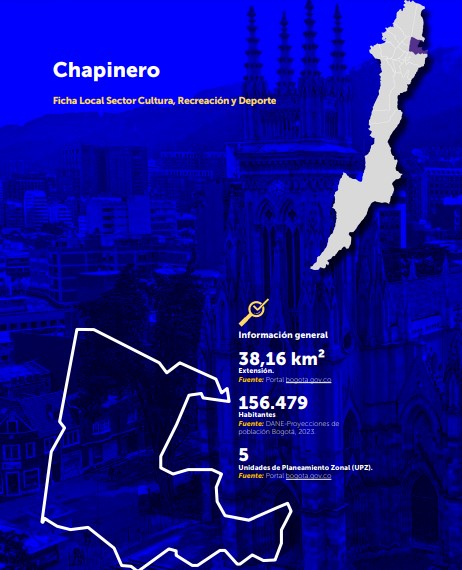 Chapinero
Ficha Local Sector Cultura, Recreación y Deporte
Información general
38,16 km²
Extensión.
Fuente: Portal bogota.gov.co
156.479
Habitantes
Fuente: DANE-Proyecciones de
población Bogotá, 2023.
5
Unidades de Planeamiento Zonal (UPZ).
Fuente: Portal bogota.gov.co